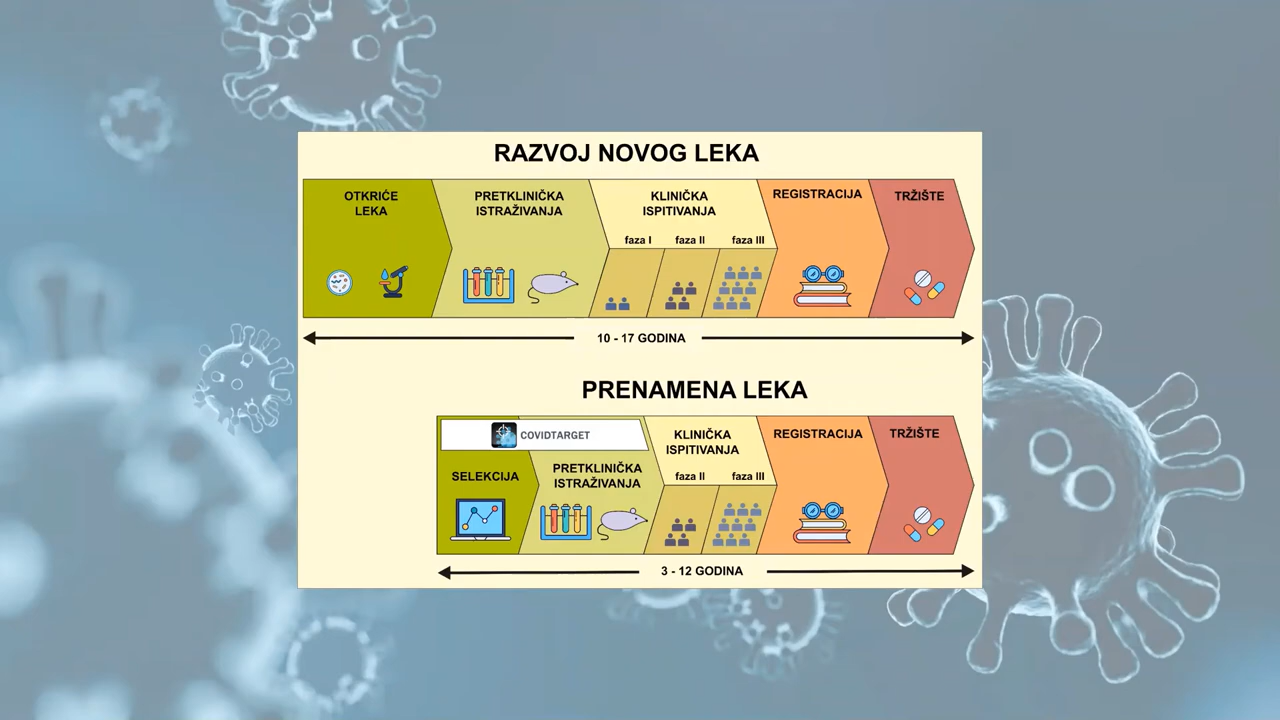 RAZVOJ NOVOG LEKA
OTKRIĆE
LEKA
PRETKLINIČKA
ISTRAŽIVANJA
KLINIČKA
ISPITIVANJA
faza I
faza II
faza III
REGISTRACIJA
TRŽIŠTE
10 - 17 GODINA
PRENAMENA LEKA
COVIDTARGET
SELEKCIJA
PRETKLINIČKA
ISTRAŽIVANJA
KLINIČKA
ISPITIVANJA
faza II
faza III
REGISTRACIJA
TRŽIŠTE
3 - 12 GODINA